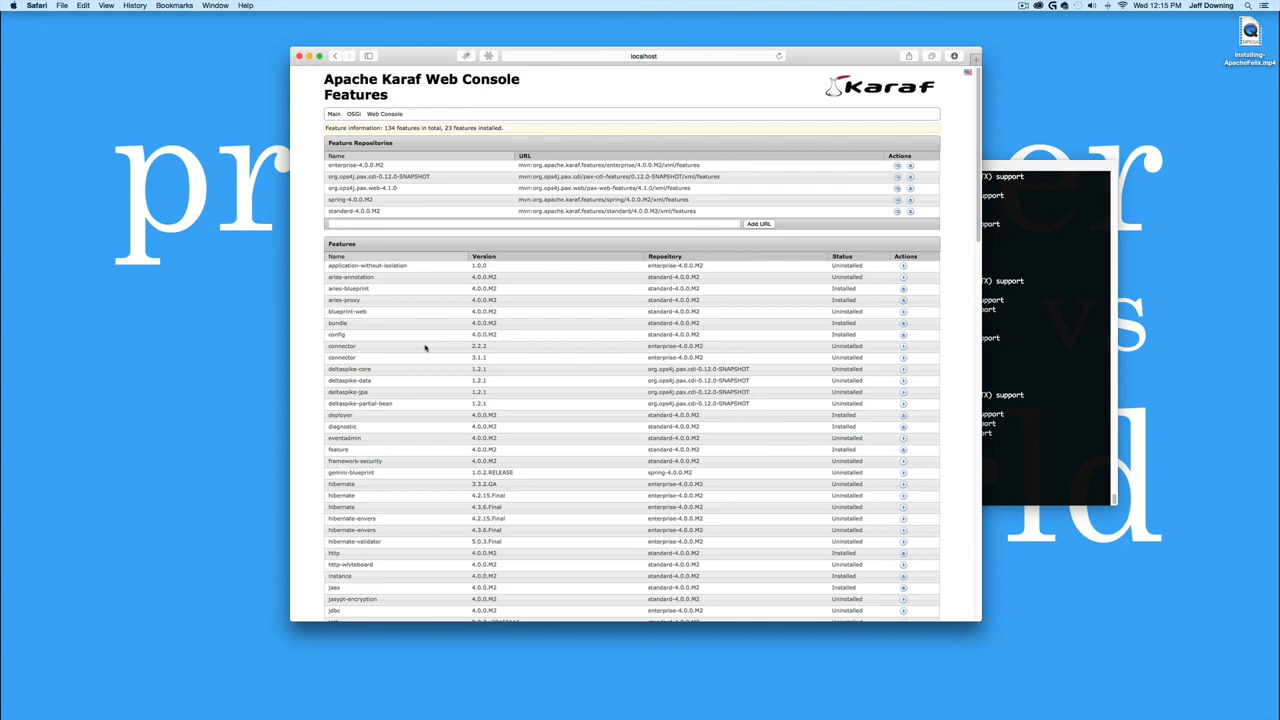 Safari File Edit View History Bookmarks Window Help Wed 12:15 PM Jeff Downing
Installing-
ApacheFelix.mp4
localhost
Apache Karaf Web Console
Features
Karaf
Main OSGi Web Console
Feature information: 134 features in total, 23 features installed.
Feature Repositories
Name URL Actions
enterprise-4.0.0.M2 mvn:org.apache.karaf.features/enterprise/4.0.0.M2/xml/features
org.ops4j.pax.cdi-0.12.0-SNAPSHOT mvn:org.ops4j.pax.cdi/pax-cdi-features/0.12.0-SNAPSHOT/xml/features
org.ops4j.pax.web-4.1.0 mvn:org.ops4j.pax.web/pax-web-features/4.1.0/xml/features
spring-4.0.0.M2 mvn:org.apache.karaf.features/spring/4.0.0.M2/xml/features
standard-4.0.0.M2 mvn:org.apache.karaf.features/standard/4.0.0.M2/xml/features
Add URL
Features
Name Version Repository Status Actions
application-without-isolation 1.0.0 enterprise-4.0.0.M2 Uninstalled
aries-annotation 4.0.0.M2 standard-4.0.0.M2 Uninstalled
aries-blueprint 4.0.0.M2 standard-4.0.0.M2 Installed
aries-proxy 4.0.0.M2 standard-4.0.0.M2 Installed
blueprint-web 4.0.0.M2 standard-4.0.0.M2 Uninstalled
bundle 4.0.0.M2 standard-4.0.0.M2 Installed
config 4.0.0.M2 standard-4.0.0.M2 Installed
connector 2.2.2 enterprise-4.0.0.M2 Uninstalled
connector 3.1.1 enterprise-4.0.0.M2 Uninstalled
deltaspike-core 1.2.1 org.ops4j.pax.cdi-0.12.0-SNAPSHOT Uninstalled
deltaspike-data 1.2.1 org.ops4j.pax.cdi-0.12.0-SNAPSHOT Uninstalled
deltaspike-jpa 1.2.1 org.ops4j.pax.cdi-0.12.0-SNAPSHOT Uninstalled
deltaspike-partial-bean 1.2.1 org.ops4j.pax.cdi-0.12.0-SNAPSHOT Uninstalled
deployer 4.0.0.M2 standard-4.0.0.M2 Installed
diagnostic 4.0.0.M2 standard-4.0.0.M2 Installed
eventadmin 4.0.0.M2 standard-4.0.0.M2 Uninstalled
feature 4.0.0.M2 standard-4.0.0.M2 Installed
framework-security 4.0.0.M2 standard-4.0.0.M2 Uninstalled
gemini-blueprint 1.0.2.RELEASE spring-4.0.0.M2 Uninstalled
hibernate 3.3.2.GA enterprise-4.0.0.M2 Uninstalled
hibernate 4.2.15.Final enterprise-4.0.0.M2 Uninstalled
hibernate 4.3.6.Final enterprise-4.0.0.M2 Uninstalled
hibernate-envers 4.2.15.Final enterprise-4.0.0.M2 Uninstalled
hibernate-envers 4.3.6.Final enterprise-4.0.0.M2 Uninstalled
hibernate-validator 5.0.3.Final enterprise-4.0.0.M2 Uninstalled
http 4.0.0.M2 standard-4.0.0.M2 Installed
http-whiteboard 4.0.0.M2 standard-4.0.0.M2 Uninstalled
instance 4.0.0.M2 standard-4.0.0.M2 Installed
jaas 4.0.0.M2 standard-4.0.0.M2 Installed
jasypt-encryption 4.0.0.M2 standard-4.0.0.M2 Uninstalled
jdbc 4.0.0.M2 enterprise-4.0.0.M2 Uninstalled
support
support
support
vs